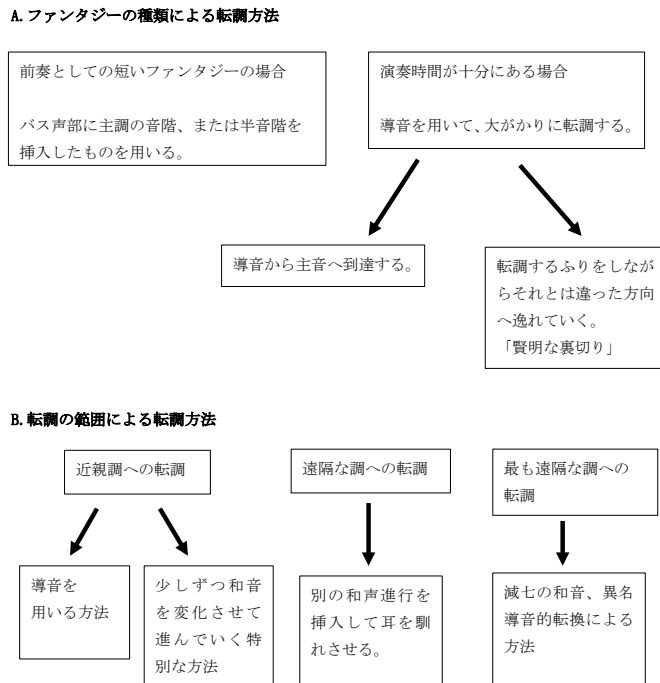 A.ファンタジーの種類による転調方法
前奏としての短いファンタジーの場合
バス声部に主調の音階、または半音階を
挿入したものを用いる。
演奏時間が十分にある場合
導音を用いて、大がかりに転調する。
導音から主音へ到達する。
転調するふりをしなが
らそれとは違った方向
へ逸れていく。
「賢明な裏切り」
B.転調の範囲による転調方法
近親調への転調
遠隔な調への転調
最も遠隔な調への
転調
導音を
用いる方法
少しずつ和音
を変化させて
進んでいく特
別な方法
別の和声進行を
挿入して耳を馴
れさせる。
減七の和音、異名
導音的転換による
方法